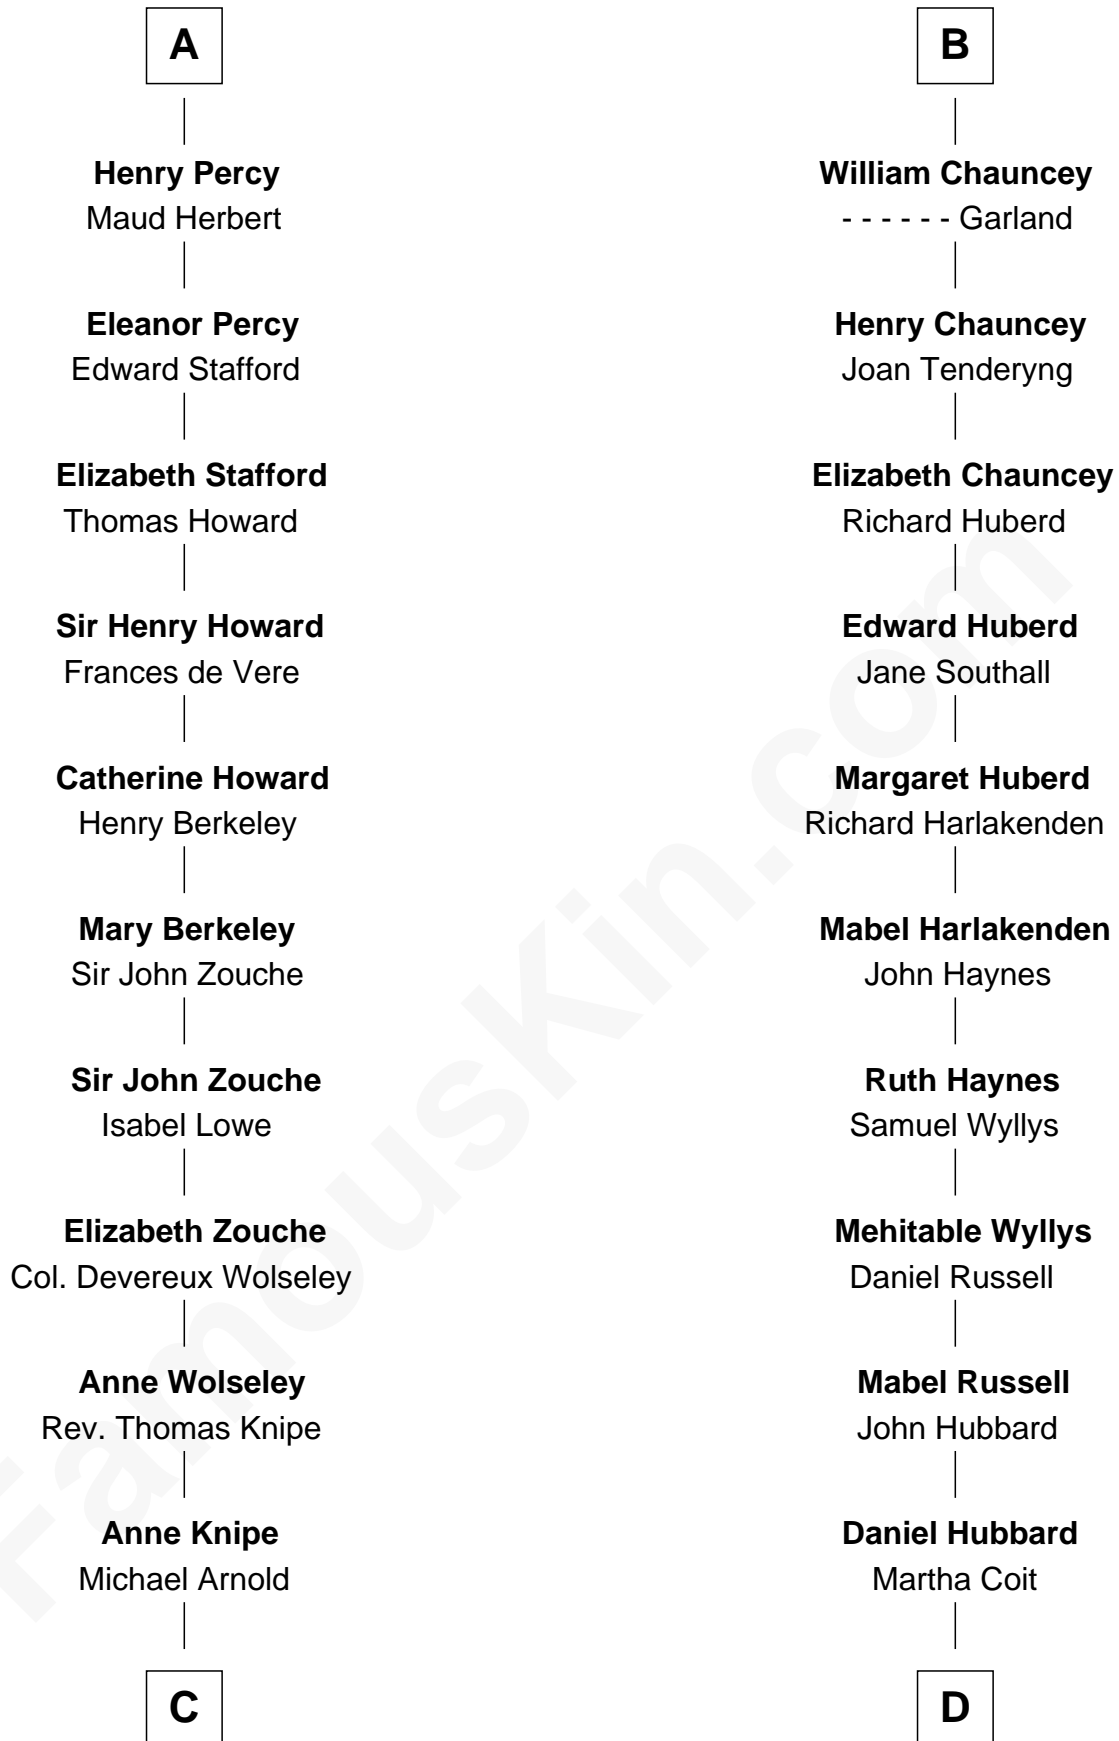 A
Henry Percy
Maud Herbert
Eleanor Percy
Edward Stafford
Elizabeth Stafford
Thomas Howard
Sir Henry Howard
Frances de Vere
Catherine Howard
Henry Berkeley
Mary Berkeley
Sir John Zouche
Sir John Zouche
Isabel Lowe
Elizabeth Zouche
Col. Devereux Wolseley
Anne Wolseley
Rev. Thomas Knipe
Anne Knipe
Michael Arnold
C
B
William Chauncey
- - - - - - Garland
Henry Chauncey
Joan Tenderyng
Elizabeth Chauncey
Richard Huberd
Edward Huberd
Jane Southall
Margaret Huberd
Richard Harlakenden
Mabel Harlakenden
John Haynes
Ruth Haynes
Samuel Wyllys
Mehitable Wyllys
Daniel Russell
Mabel Russell
John Hubbard
Daniel Hubbard
Martha Coit
D
FamousKin.com